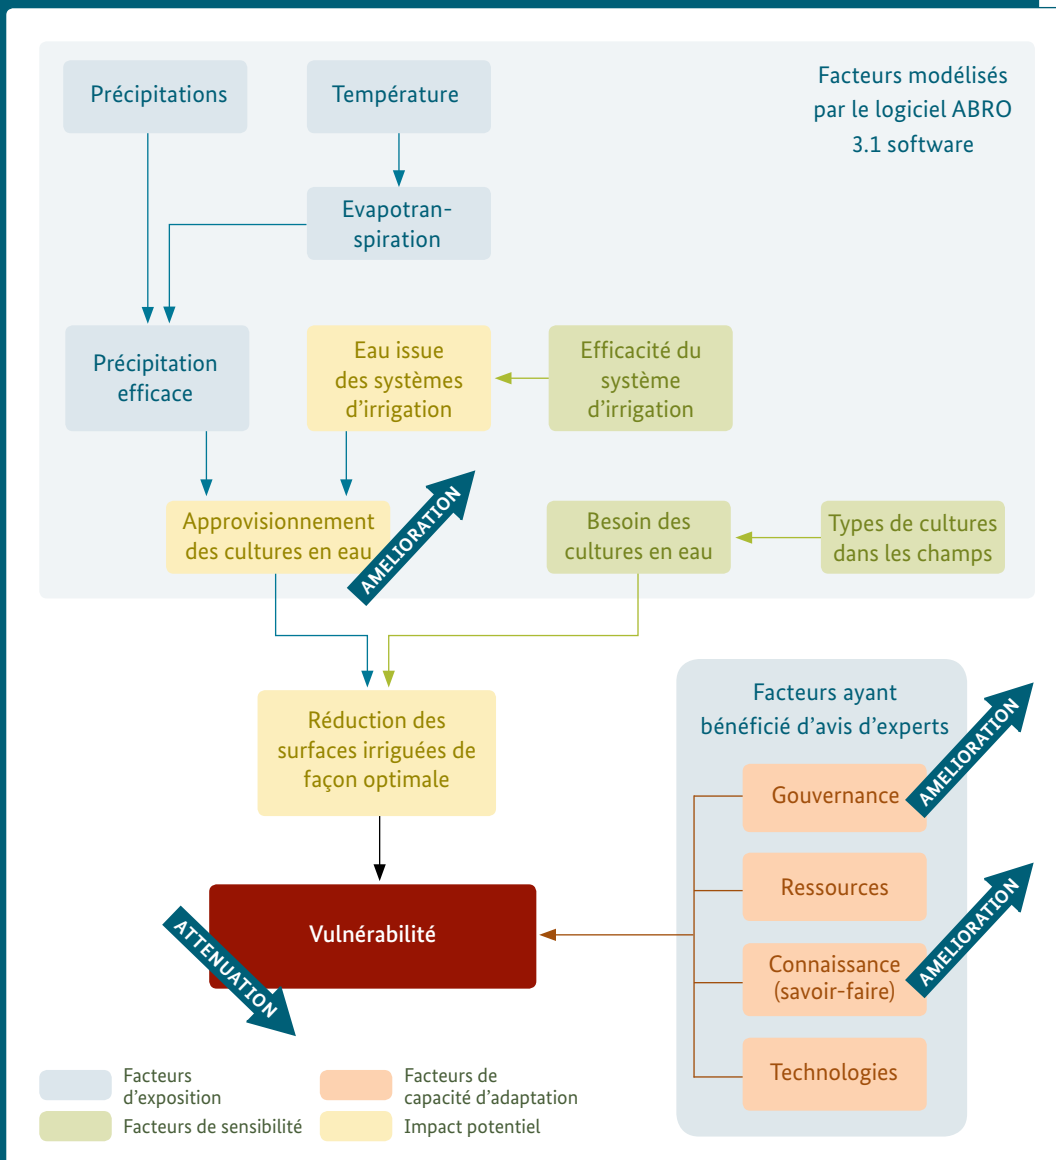 Facteurs modélisés
par le logiciel ABRO
3.1 software
Précipitations
Température
Evapotran-
spiration
Précipitation
efficace
Eau issue
des systèmes
d'irrigation
Efficacité du
système
d'irrigation
Approvisionnement
des cultures en eau
AMELIORATION
Besoin des
cultures en eau
Types de cultures
dans les champs
Réduction des
surfaces irriguées de
façon optimale
Facteurs ayant
bénéficié d'avis d'experts
Gouvernance
AMELIORATION
Ressources
Connaissance
(savoir-faire)
AMELIORATION
Technologies
Vulnérabilité
ATTENUATION
Facteurs
d'exposition
Facteurs de sensibilité
Facteurs de
capacité d'adaptation
Impact potentiel